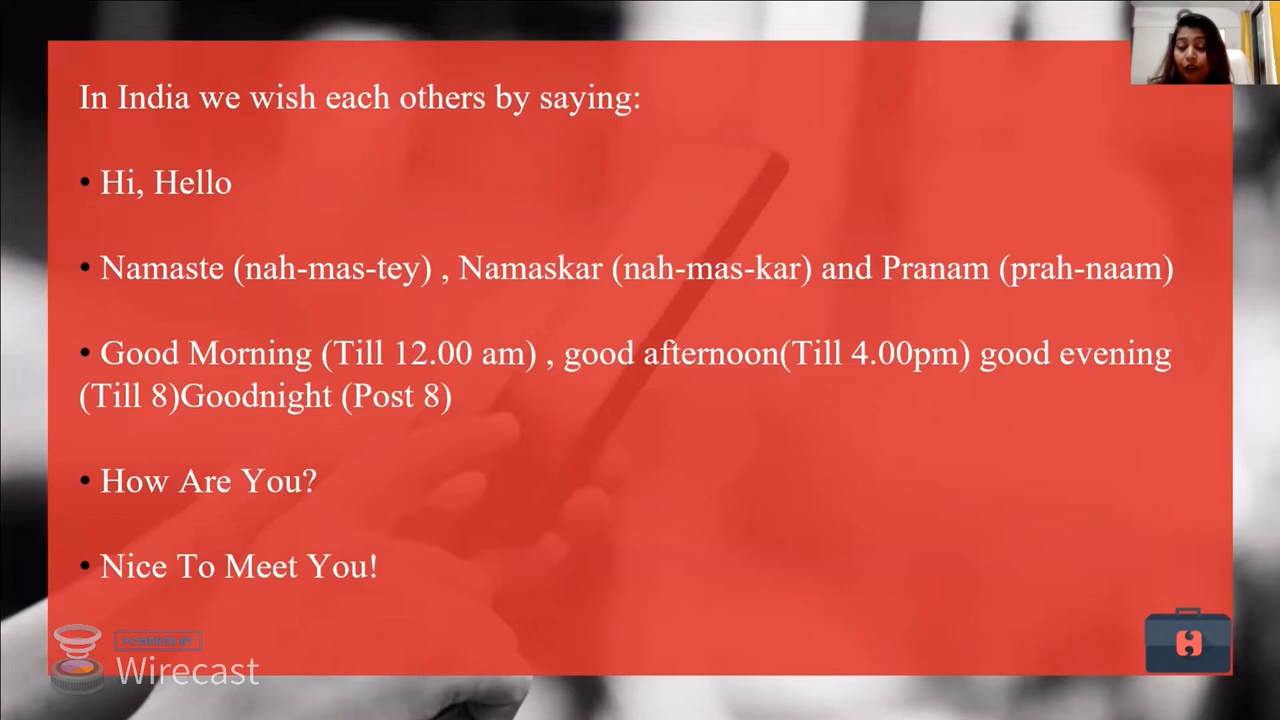 In India we wish each others by saying:
• Hi, Hello
• Namaste (nah-mas-tey) , Namaskar (nah-mas-kar) and Pranam (prah-naam)
• Good Morning (Till 12.00 am) , good afternoon(Till 4.00pm) good evening
(Till 8)Goodnight (Post 8)
• How Are You?
• Nice To Meet You!
POWERED BY
Wirecast